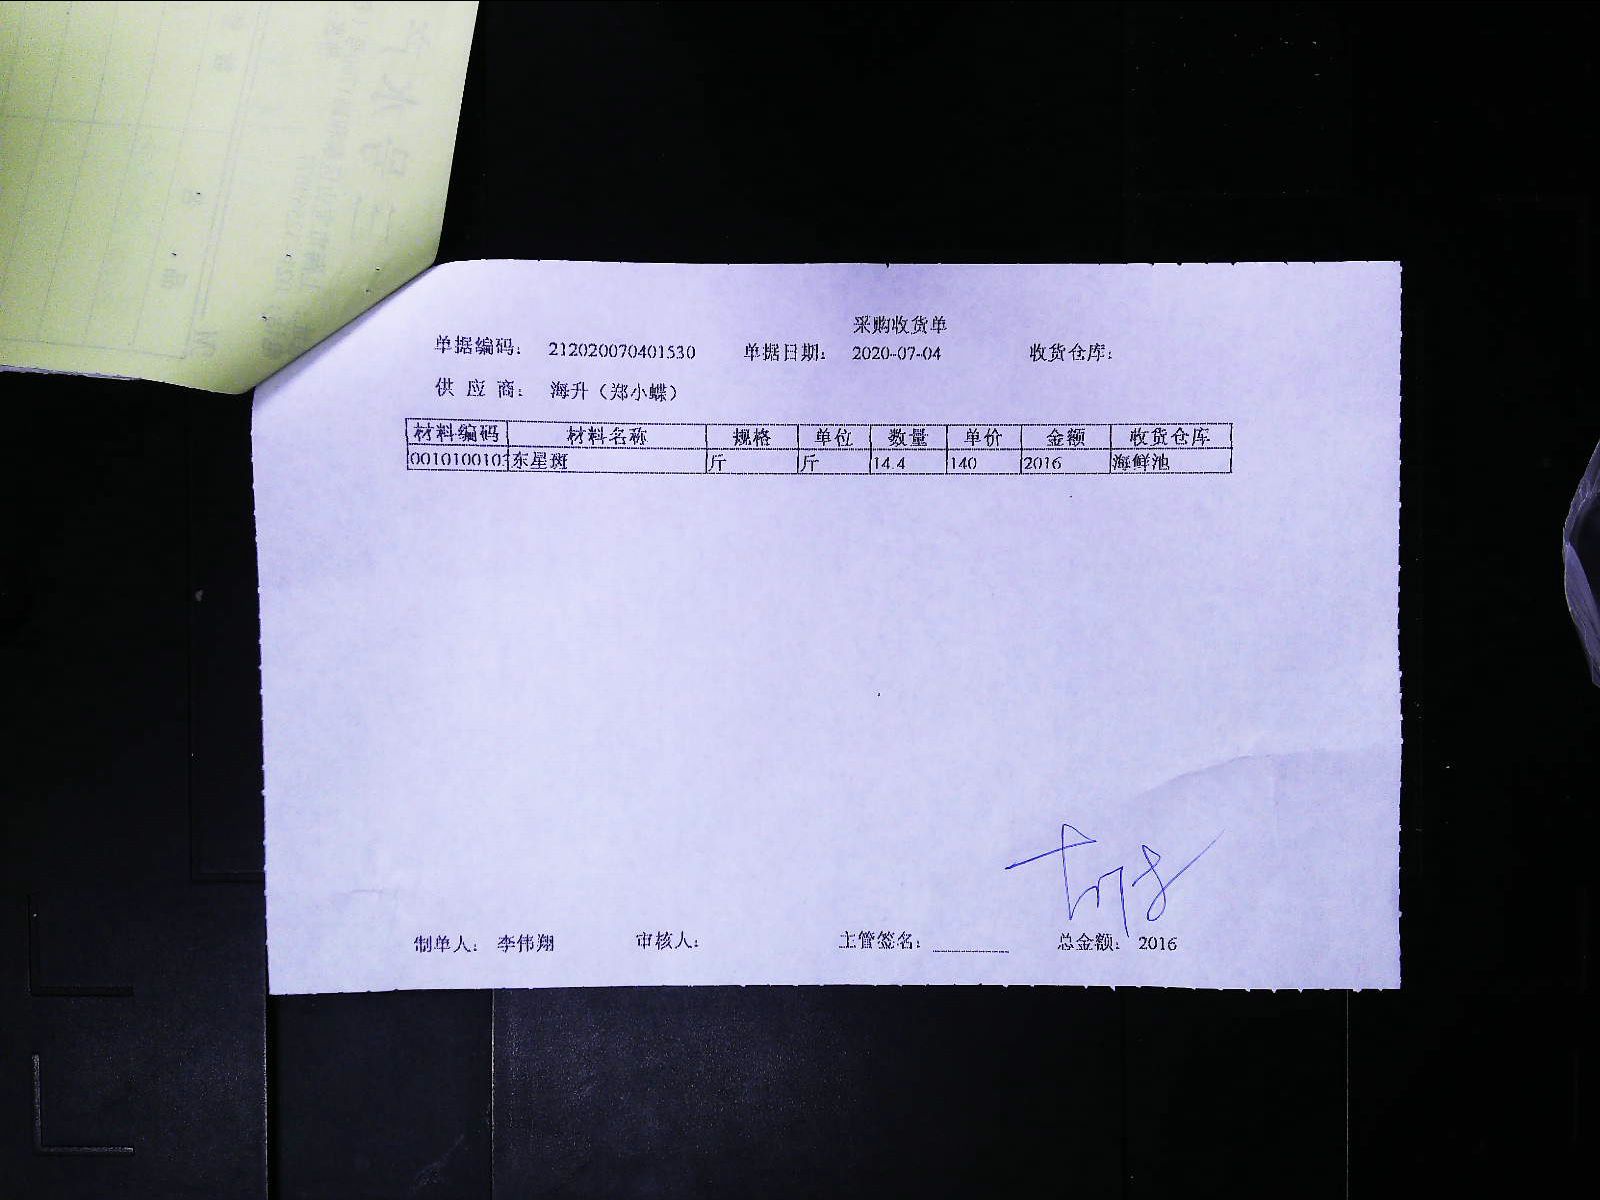 采购收货单
单据编码： 212020070401530 单据日期： 2020-07-04 收货仓库：
供 应 商： 海升（郑小蝶）
材料编码 材料名称 规格 单位 数量 单价 金额 收货仓库
0010100103 东星斑 斤 斤 14.4 140 2016 海鲜池
制单人： 李伟翔 审核人： 主管签名： 总金额： 2016